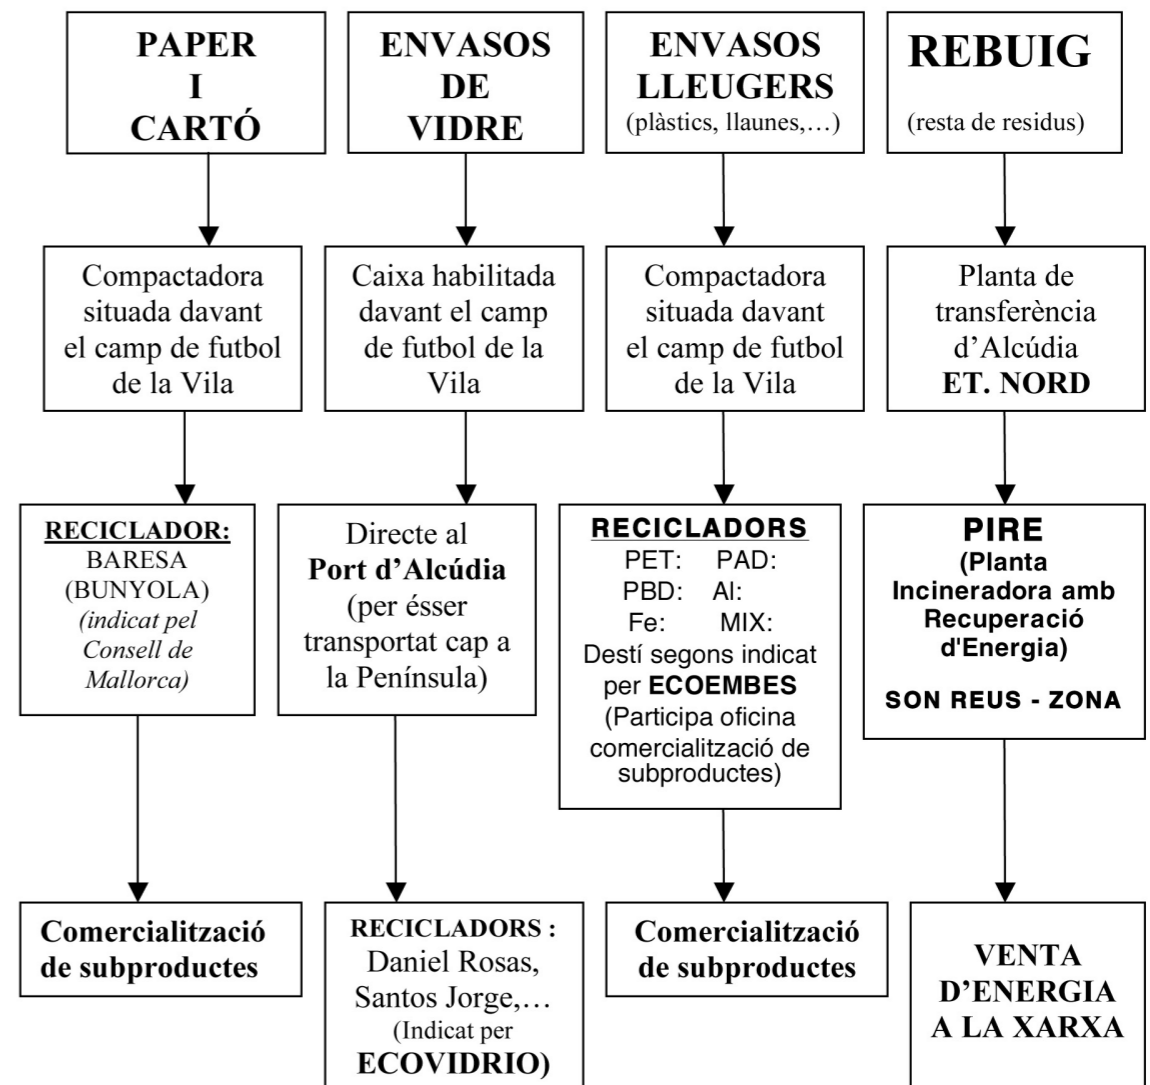 PAPER
I
CARTÓ
ENVASOS
DE
VIDRE
ENVASOS
LLEUGERS
(plàstics, llaunes,…)
REBUIG
(resta de residus)
Compactadora
situada davant
el camp de futbol
de la Vila
Caixa habilitada
davant el camp
de futbol de la
Vila
Compactadora
situada davant
el camp de futbol
de la Vila
Planta de
transferència
d’Alcúdia
ET. NORD
RECICLADOR:
BARESA
(BUNYOLA)
(indicat pel
Consell de
Mallorca)
Directe al
Port d’Alcúdia
(per ésser
transportat cap a
la Península)
RECICLADORS
PET: PAD:
PBD: Al:
Fe: MIX:
Destí segons indicat
per ECOEMBES
(Participa oficina
comercialització de
subproductes)
PIRE
(Planta
Incineradora amb
Recuperació
d'Energia)
SON REUS - ZONA
Comercialització
de subproductes
RECICLADORS :
Daniel Rosas,
Santos Jorge,…
(Indicat per
ECOVIDRIO)
Comercialització
de subproductes
VENTA
D’ENERGIA
A LA XARXA